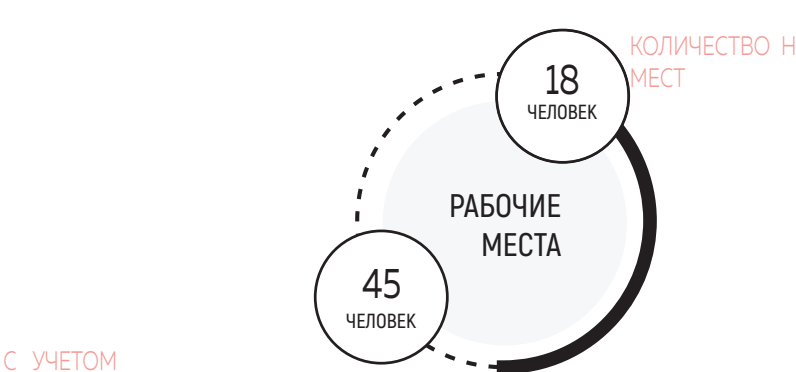 КОЛИЧЕСТВО Н
МЕСТ
18
ЧЕЛОВЕК
РАБОЧИЕ
МЕСТА
45
ЧЕЛОВЕК
С УЧЕТОМ